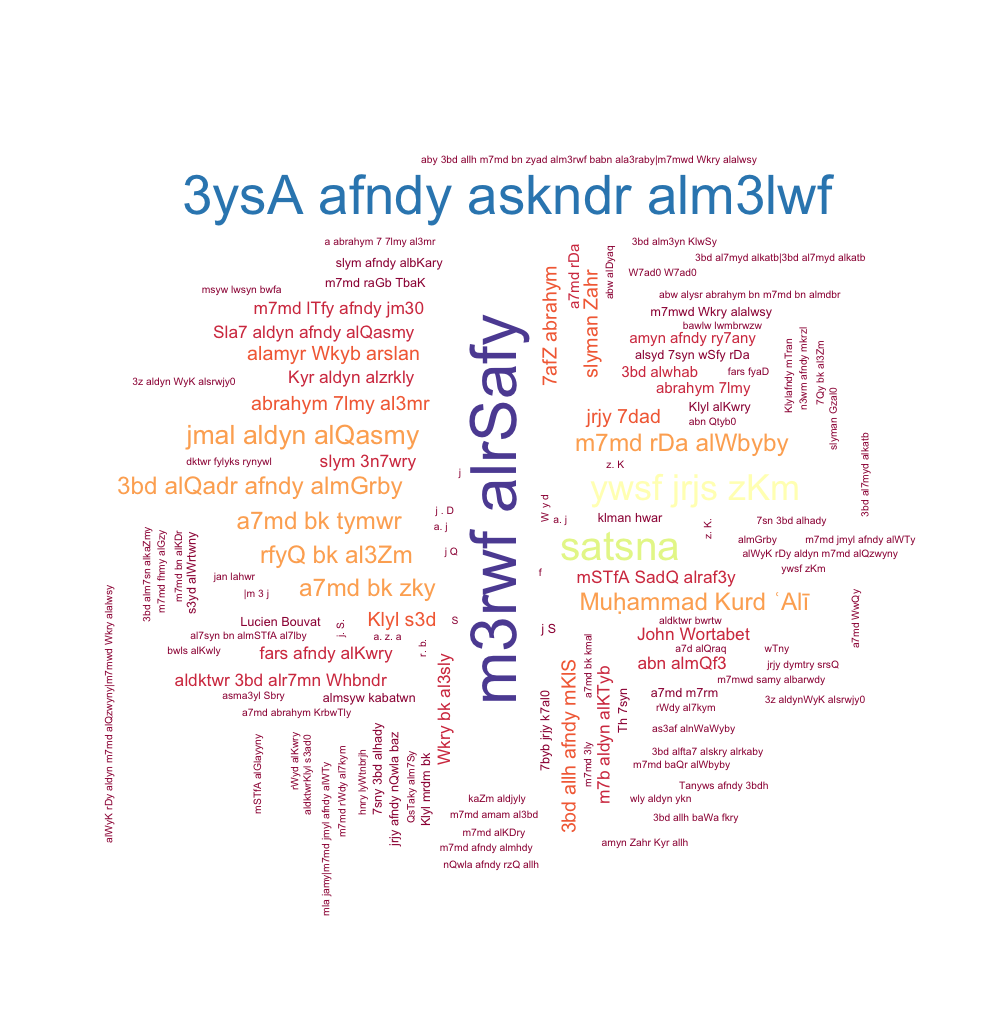 aby 3bd allh m7md bn zyad alm3rwf babn ala3raby|m7mwd Wkry alalwsy
3ysA afndy askndr alm3lwf
a abrahym 7 7lmy al3mr
3bd alm3yn KlwSy
slym afndy albKary
3bd al7myd alkatb|3bd al7myd alkatb
W7ad0 W7ad0
m7md raGb TbaK
msyw lwsyn bwfa
abw alysr abrahym bn m7md bn almdbr
7afZ abrahym
a7md rDa
slyman Zahr
abw alDyaq
m7md lTfy afndy jm30
m7mwd Wkry alalwsy
bawlw lwmbrwzw
Sla7 aldyn afndy alQasmy
amyn afndy ry7any
alamyr Wkyb arslan
alsyd 7syn wSfy rDa
Kyr aldyn alzrkly
3bd alwhab
fars fyaD
3z aldyn WyK alsrwjy0
abrahym 7lmy
Klylafndy mTran
n3wm afndy mkrzl
7Qy bk al3Zm
slyman Gzal0
abrahym 7lmy al3mr
Klyl alKwry
jrjy 7dad
abn Qtyb0
m3rwf alrSafy
jmal aldyn alQasmy
m7md rDa alWbyby
dktwr fylyks rynywl
slym 3n7wry
z. K
3bd al7myd alkatb
j
3bd alQadr afndy almGrby
ywsf jrjs zKm
W y d
j . D
a7md bk tymwr
a. j
a. j
klman hwar
z. K.
7sn 3bd alhady
almGrby
m7md jmyl afndy alWTy
rfyQ bk al3Zm
j Q
satsna
alWyK rDy aldyn m7md alQzwyny
ywsf zKm
3bd alm7sn alkaZmy
m7md fhmy alGzy
m7md bn alKDr
s3yd alWrtwny
jan lahwr
f
mSTfA SadQ alraf3y
|m 3 j
a7md bk zky
Muḥammad Kurd ʿAlī
Lucien Bouvat
Klyl s3d
S
aldktwr bwrtw
a7md WwQy
al7syn bn almSTfA al7lby
j. S.
a. z. a
j S
John Wortabet
r. b.
bwls alKwly
fars afndy alKwry
a7d alQraq
wTny
abn almQf3
jrjy dymtry srsQ
aldktwr 3bd alr7mn Whbndr
m7mwd samy albarwdy
asma3yl Sbry
almsyw kabatwn
a7md m7rm
3z aldynWyK alsrwjy0
rWdy al7kym
a7md abrahym KrbwTly
alWyK rDy aldyn m7md alQzwyny|m7mwd Wkry alalwsy
Wkry bk al3sly
7byb jrjy k7al0
3bd allh afndy mKlS
a7md bk kmal
m7md 3ly
m7b aldyn alKTyb
Th 7syn
as3af alnWaWyby
mSTfA alGlayyny
rWyd alKwry
aldktwrKlyl s3ad0
mla jamy|m7md jmyl afndy alWTy
m7md rWdy al7kym
hnry lyWtnbrjh
7sny 3bd alhady
jrjy afndy nQwla baz
QsTaky alm7Sy
Klyl mrdm bk
3bd alfta7 alskry alrkaby
m7md baQr alWbyby
Tanyws afndy 3bdh
kaZm aldjyly
wly aldyn ykn
m7md amam al3bd
3bd allh baWa fkry
m7md alKDry
m7md afndy almhdy
amyn Zahr Kyr allh
nQwla afndy rzQ allh